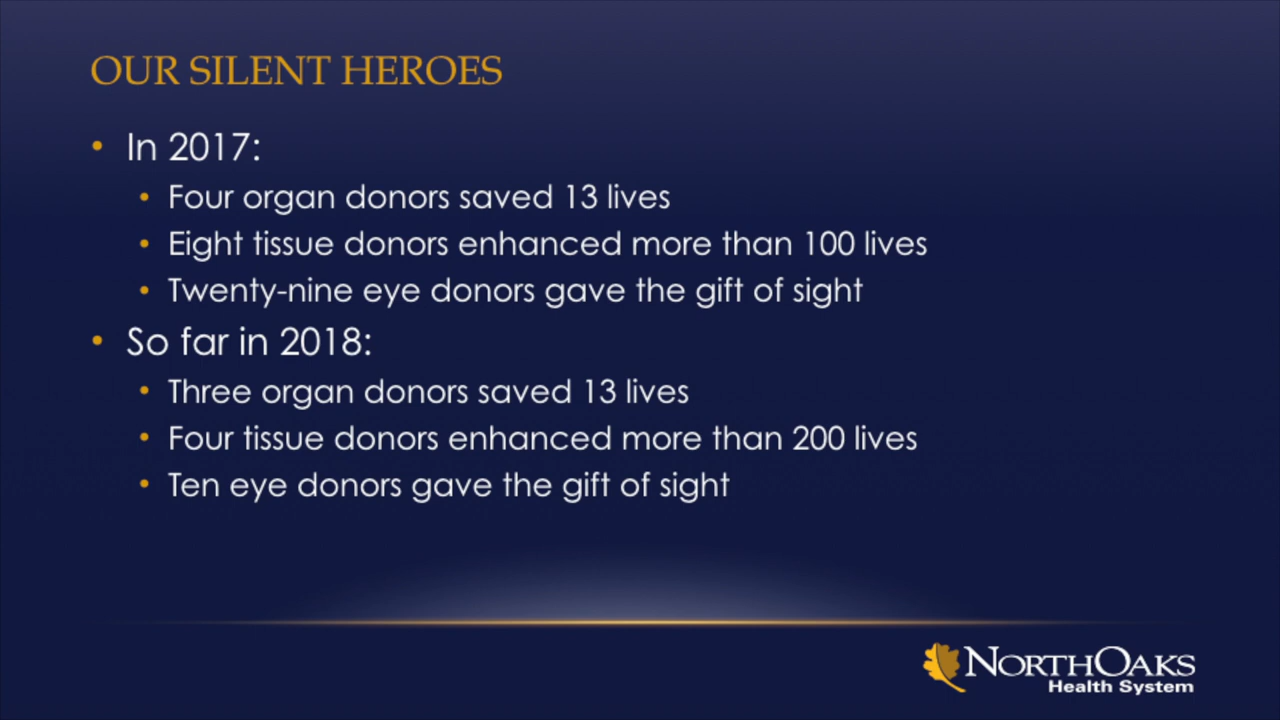 OUR SILENT HEROES
• In 2017:
• Four organ donors saved 13 lives
• Eight tissue donors enhanced more than 100 lives
• Twenty-nine eye donors gave the gift of sight
• So far in 2018:
• Three organ donors saved 13 lives
• Four tissue donors enhanced more than 200 lives
• Ten eye donors gave the gift of sight
NORTHOAKS
Health System